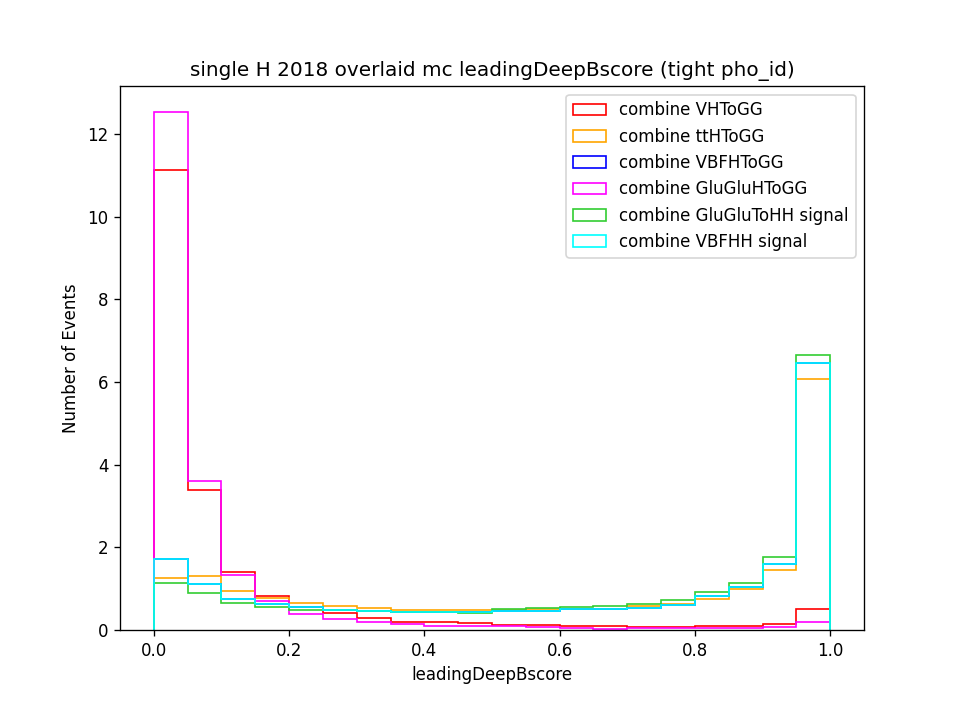 single H 2018 overlaid mc leadingDeepBscore (tight pho_id)
combine VHToGG
combine ttHToGG
combine VBFHToGG
combine GluGluHToGG
combine GluGluToHH signal
combine VBFHH signal
Number of Events
12
10
8
6
4
2
0
0.0 0.2 0.4 0.6 0.8 1.0
leadingDeepBscore